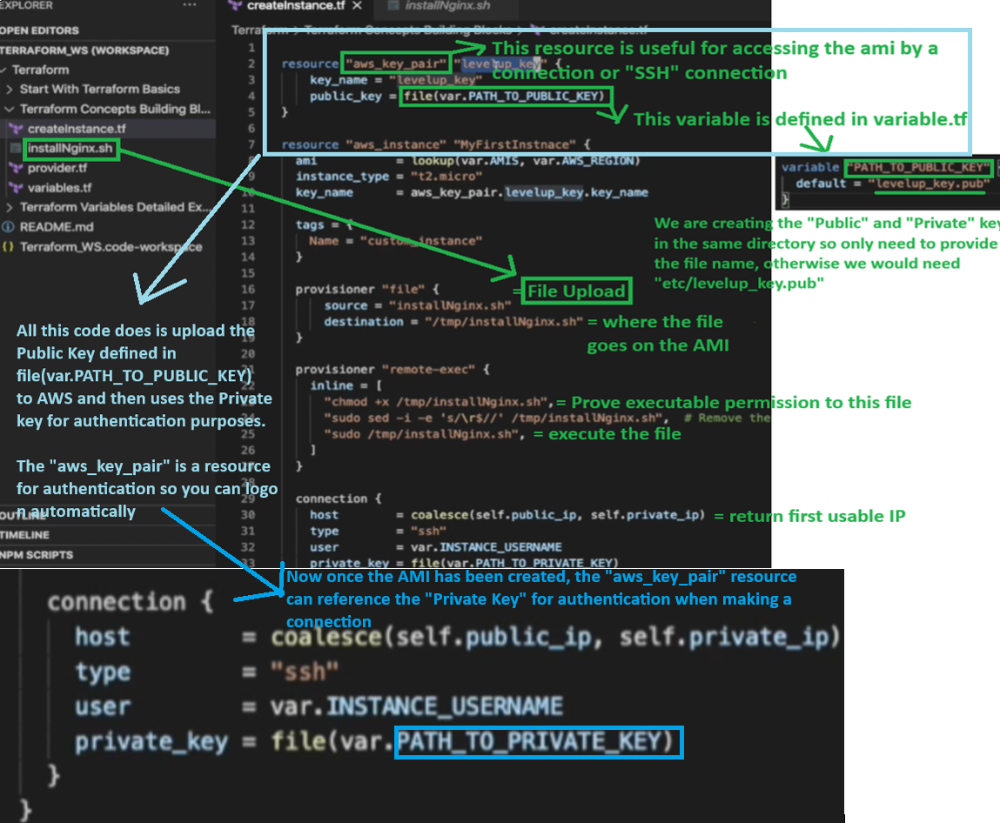 EXPLORER
···
createInstance.tf ×
installNginx.sh
OPEN EDITORS
TERRAFORM_WS (WORKSPACE)
Terraform
Start With Terraform Basics
Terraform Concepts Building Bl...
createInstance.tf
installNginx.sh
provider.tf
variables.tf
Terraform Variables Detailed Ex...
README.md
Terraform_WS.code-workspace
OUTLINE
TIMELINE
NPM SCRIPTS
Terraform > Terraform Concepts Building Blocks > createInstance.tf
1
2 resource "aws_key_pair" "levelup_key" {
3 key_name = "levelup_key"
4 public_key = file(var.PATH_TO_PUBLIC_KEY)
5 }
6
7 resource "aws_instance" "MyFirstInstnace" {
8 ami = lookup(var.AMIS, var.AWS_REGION)
9 instance_type = "t2.micro"
10 key_name = aws_key_pair.levelup_key.key_name
11
12 tags = {
13 Name = "custom_instance"
14 }
15
16 provisioner "file" {
17 source = "installNginx.sh"
18 destination = "/tmp/installNginx.sh"
19 }
20
21 provisioner "remote-exec" {
22 inline = [
23 "chmod +x /tmp/installNginx.sh",
24 "sudo sed -i -e 's/\r$//' /tmp/installNginx.sh", # Remove the
25 "sudo /tmp/installNginx.sh",
26 ]
27 }
28
29 connection {
30 host = coalesce(self.public_ip, self.private_ip)
31 type = "ssh"
32 user = var.INSTANCE_USERNAME
33 private_key = file(var.PATH_TO_PRIVATE_KEY)
This resource is useful for accessing the ami by a
connection or "SSH" connection
This variable is defined in variable.tf
variable "PATH_TO_PUBLIC_KEY"
default = "levelup_key.pub"
}
We are creating the "Public" and "Private" key
in the same directory so only need to provide
the file name, otherwise we would need
"etc/levelup_key.pub"
= File Upload
= where the file
goes on the AMI
= Prove executable permission to this file
= execute the file
= return first usable IP
All this code does is upload the
Public Key defined in
file(var.PATH_TO_PUBLIC_KEY)
to AWS and then uses the Private
key for authentication purposes.
The "aws_key_pair" is a resource
for authentication so you can logo
n automatically
Now once the AMI has been created, the "aws_key_pair" resource
can reference the "Private Key" for authentication when making a
connection
connection {
host = coalesce(self.public_ip, self.private_ip)
type = "ssh"
user = var.INSTANCE_USERNAME
private_key = file(var.PATH_TO_PRIVATE_KEY)
}
}